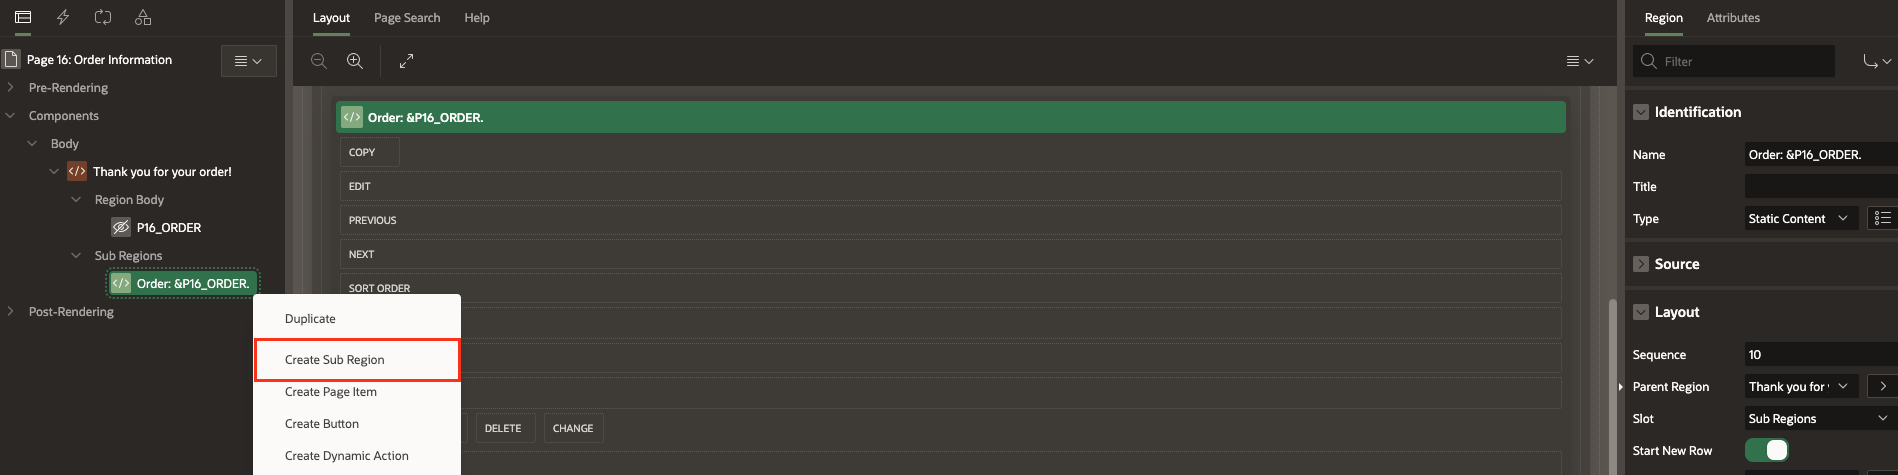 Page 16: Order Information
Pre-Rendering
Components
Body
Thank you for your order!
Region Body
P16_ORDER
Sub Regions
Order: &P16_ORDER.
Post-Rendering
Duplicate
Create Sub Region
Create Page Item
Create Button
Create Dynamic Action
Layout Page Search Help
Order: &P16_ORDER.
COPY
EDIT
PREVIOUS
NEXT
SORT ORDER
DELETE CHANGE
Region Attributes
Filter
Identification
Name Order: &P16_ORDER.
Title
Type Static Content
Source
Layout
Sequence 10
Parent Region Thank you for
Slot Sub Regions
Start New Row